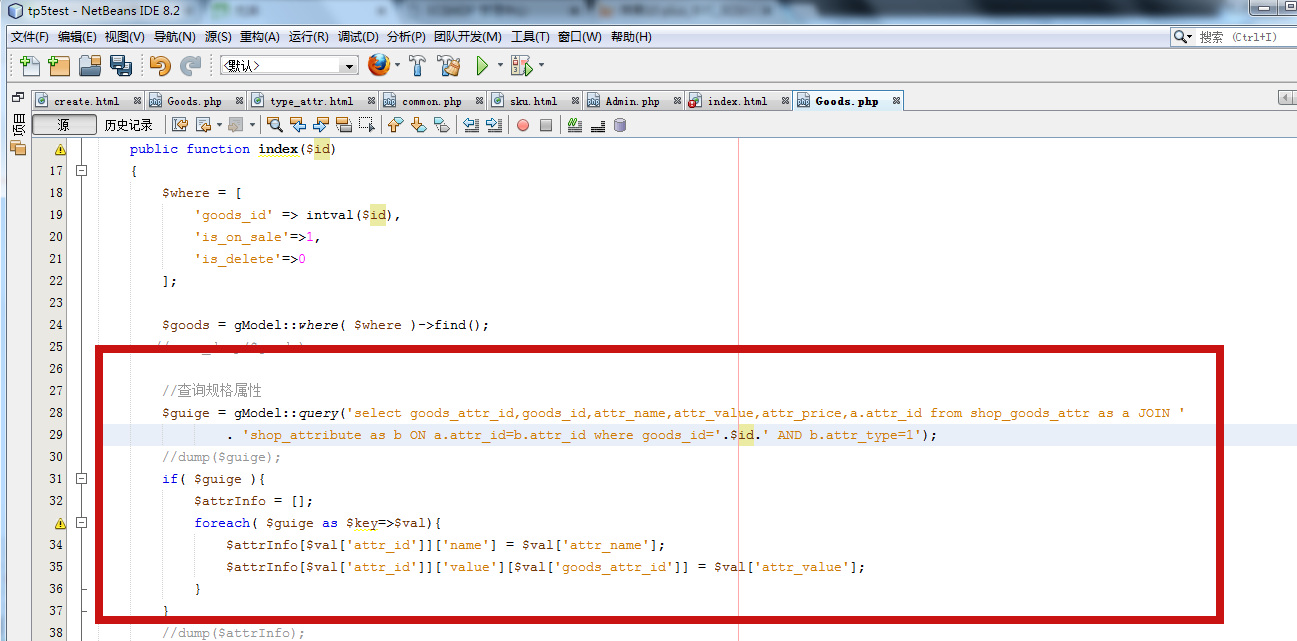 tp5test - NetBeans IDE 8.2
文件(F) 编辑(E) 视图(V) 导航(N) 源(S) 重构(A) 运行(R) 调试(D) 分析(P) 团队开发(M) 工具(T) 窗口(W) 帮助(H)
搜索 (Ctrl+I)
<默认>
create.html Goods.php type_attr.html common.php sku.html Admin.php index.html Goods.php
项目
源 历史记录
public function index($id)
17 {
18 $where = [
19 'goods_id' => intval($id),
20 'is_on_sale'=>1,
21 'is_delete'=>0
22 ];
23
24 $goods = gModel::where( $where )->find();
25
26
27 //查询规格属性
28 $guige = gModel::query('select goods_attr_id,goods_id,attr_name,attr_value,attr_price,a.attr_id from shop_goods_attr as a JOIN '
29 . 'shop_attribute as b ON a.attr_id=b.attr_id where goods_id='.$id.' AND b.attr_type=1');
30 //dump($guige);
31 if( $guige ){
32 $attrInfo = [];
foreach( $guige as $key=>$val){
34 $attrInfo[$val['attr_id']]['name'] = $val['attr_name'];
35 $attrInfo[$val['attr_id']]['value'][$val['goods_attr_id']] = $val['attr_value'];
36 }
37 }
38 //dump($attrInfo);